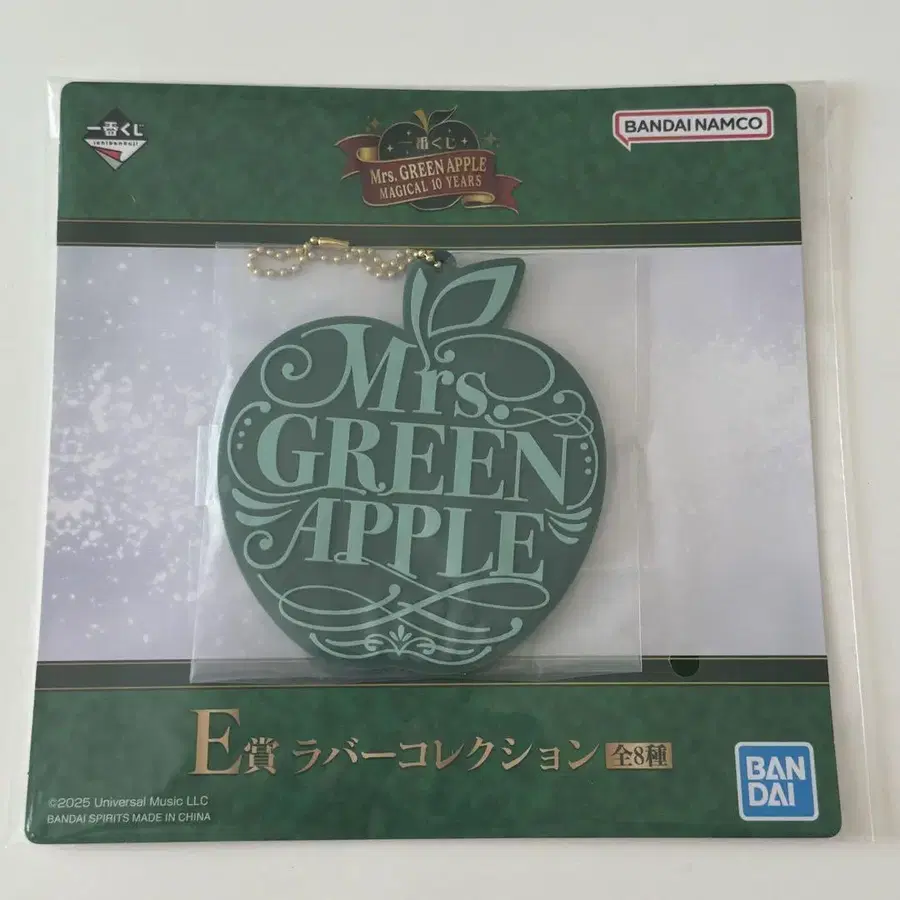 一番くじ
ichibankuji
一番くじ
Mrs. GREEN APPLE
MAGICAL 10 YEARS
BANDAI NAMCO
Mrs.
GREEN
APPLE
E賞 ラバーコレクション 全8種
©2025 Universal Music LLC
BANDAI SPIRITS MADE IN CHINA
BAN
DAI